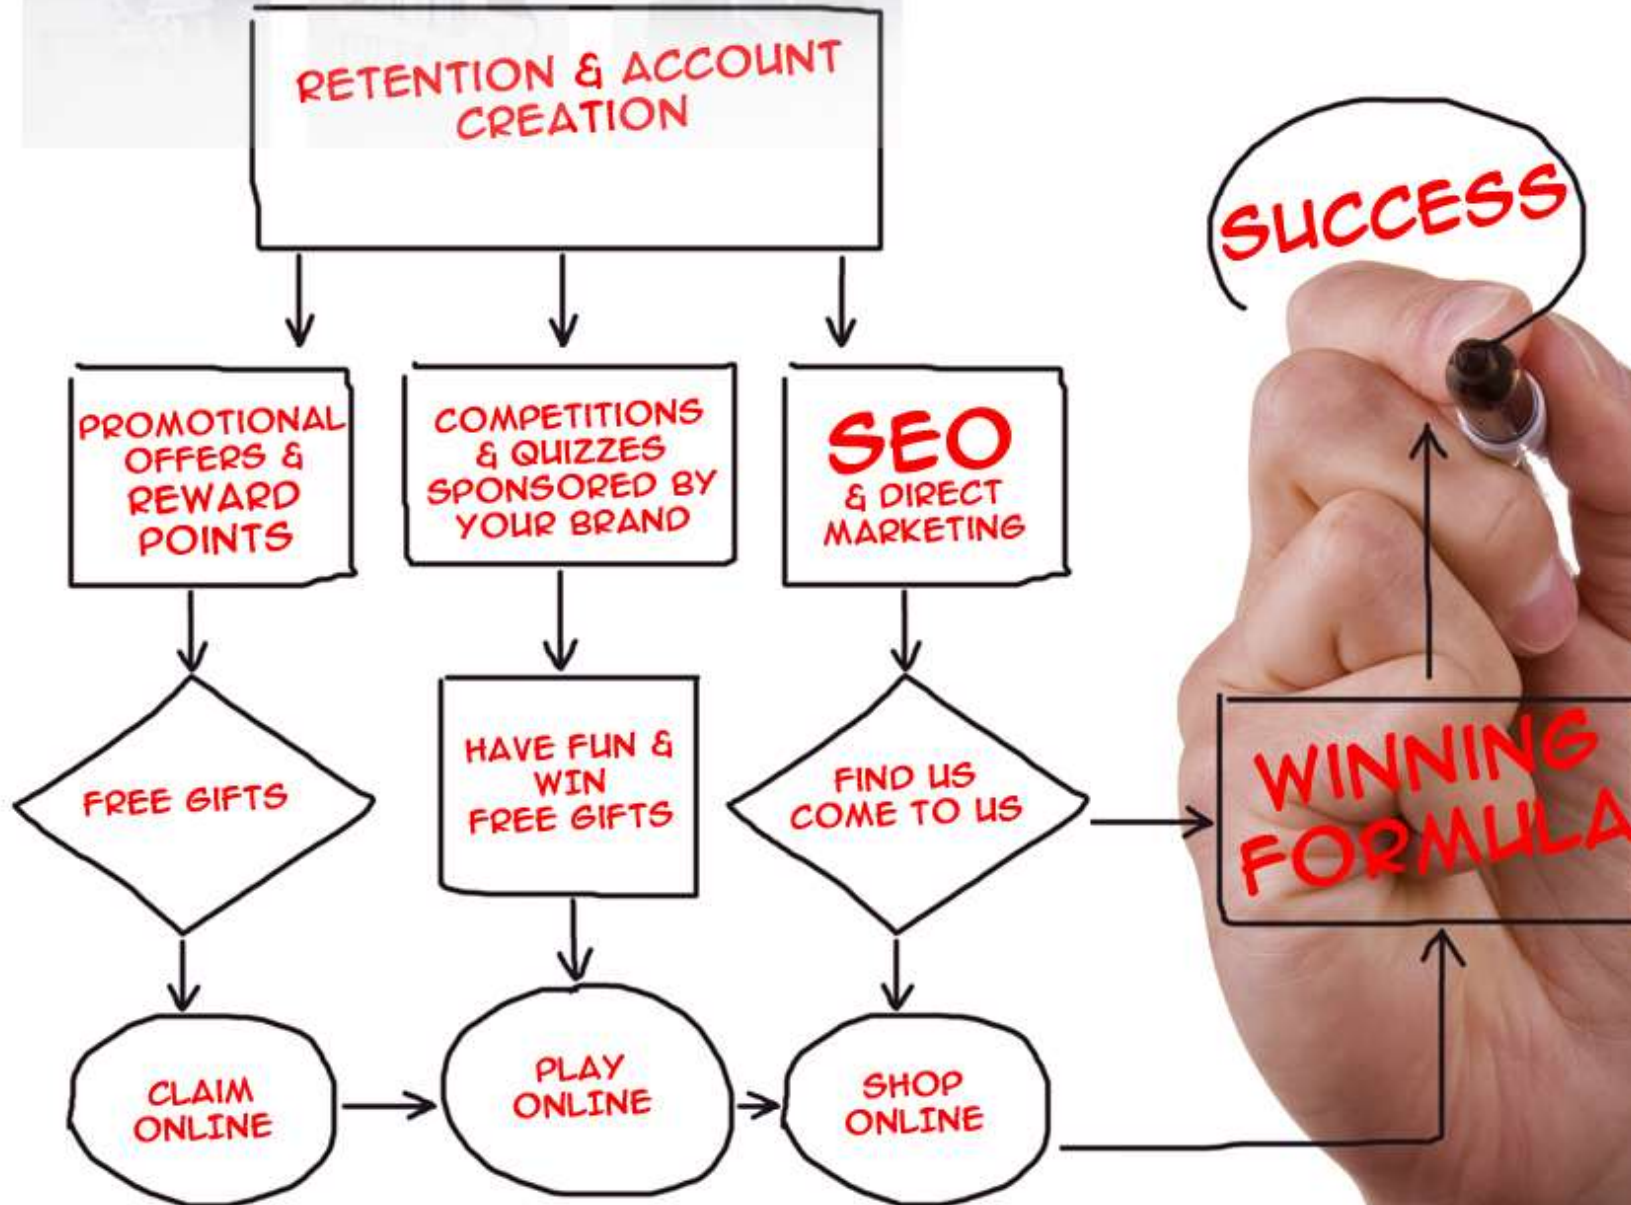 RETENTION & ACCOUNT
CREATION
SUCCESS
PROMOTIONAL
OFFERS &
REWARD
POINTS
COMPETITIONS
& QUIZZES
SPONSORED BY
YOUR BRAND
SEO
& DIRECT
MARKETING
FREE GIFTS
HAVE FUN &
WIN
FREE GIFTS
FIND US
COME TO US
WINNING
FORMULA
CLAIM
ONLINE
PLAY
ONLINE
SHOP
ONLINE